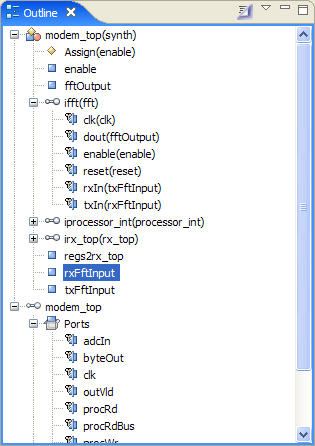 Outline
modem_top(synth)
Assign(enable)
enable
fftOutput
ifft(fft)
clk(clk)
dout(fftOutput)
enable(enable)
reset(reset)
rxIn(txFftInput)
txIn(rxFftInput)
iprocessor_int(processor_int)
irx_top(rx_top)
regs2rx_top
rxFftInput
txFftInput
modem_top
Ports
adcIn
byteOut
clk
outVld
procRd
procRdBus
procWr